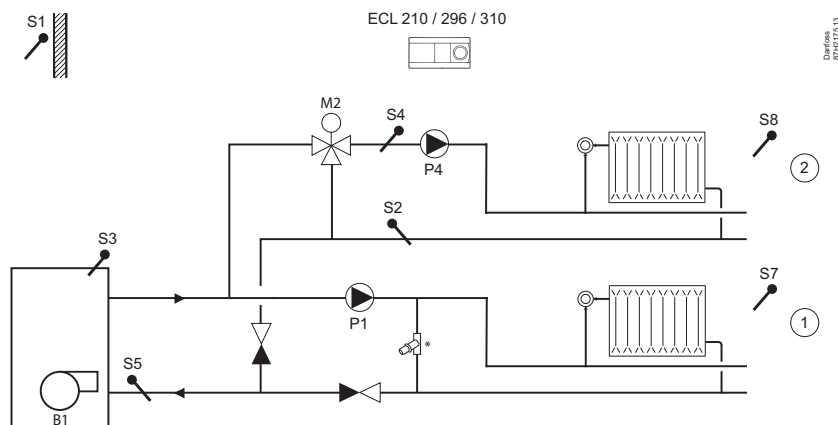 S1
ECL 210 / 296 / 310
Danfoss
87H2175.13
M2
S4
P4
S8
2
S2
S3
S7
P1
*
1
S5
B1